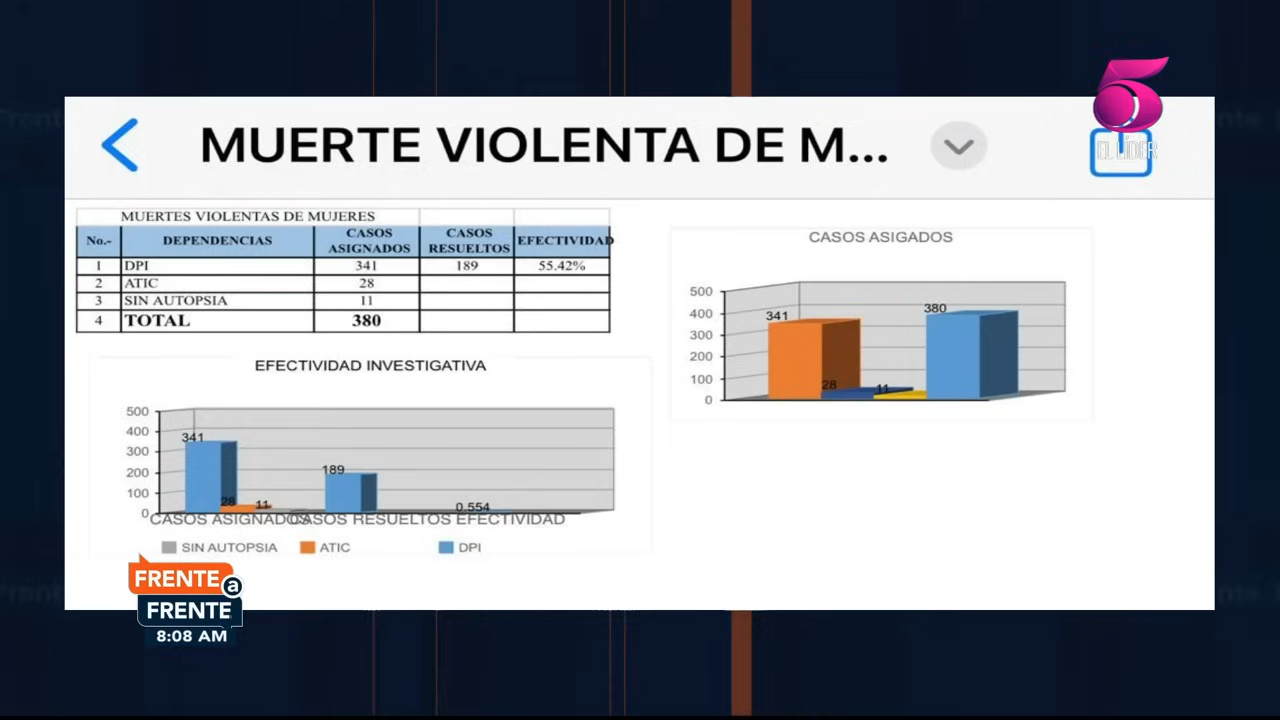 MUERTE VIOLENTA DE M...
EL LÍDER
MUERTES VIOLENTAS DE MUJERES
No.- DEPENDENCIAS CASOS ASIGNADOS CASOS RESUELTOS EFECTIVIDAD
1 DPI 341 189 55.42%
2 ATIC 28
3 SIN AUTOPSIA 11
4 TOTAL 380
CASOS ASIGADOS
500
400
300
200
100
0
341
28
11
380
EFECTIVIDAD INVESTIGATIVA
500
400
300
200
100
0
341
28
11
189
0.554
CASOS ASIGNADOS CASOS RESUELTOS EFECTIVIDAD
SIN AUTOPSIA ATIC DPI
FRENTE a
FRENTE
8:08 AM